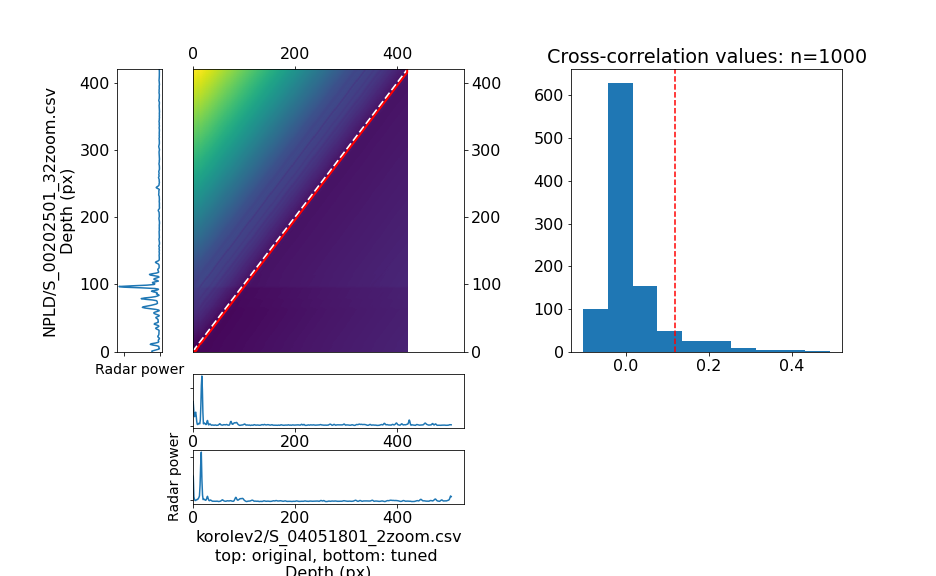 0 200 400
Cross-correlation values: n=1000
400
300
200
100
0
NPLD/S_00202501_32zoom.csv
Depth (px)
Radar power
400
300
200
100
0
600
500
400
300
200
100
0
0.0 0.2 0.4
0 200 400
Radar power
0 200 400
korolev2/S_04051801_2zoom.csv
top: original, bottom: tuned
Depth (px)